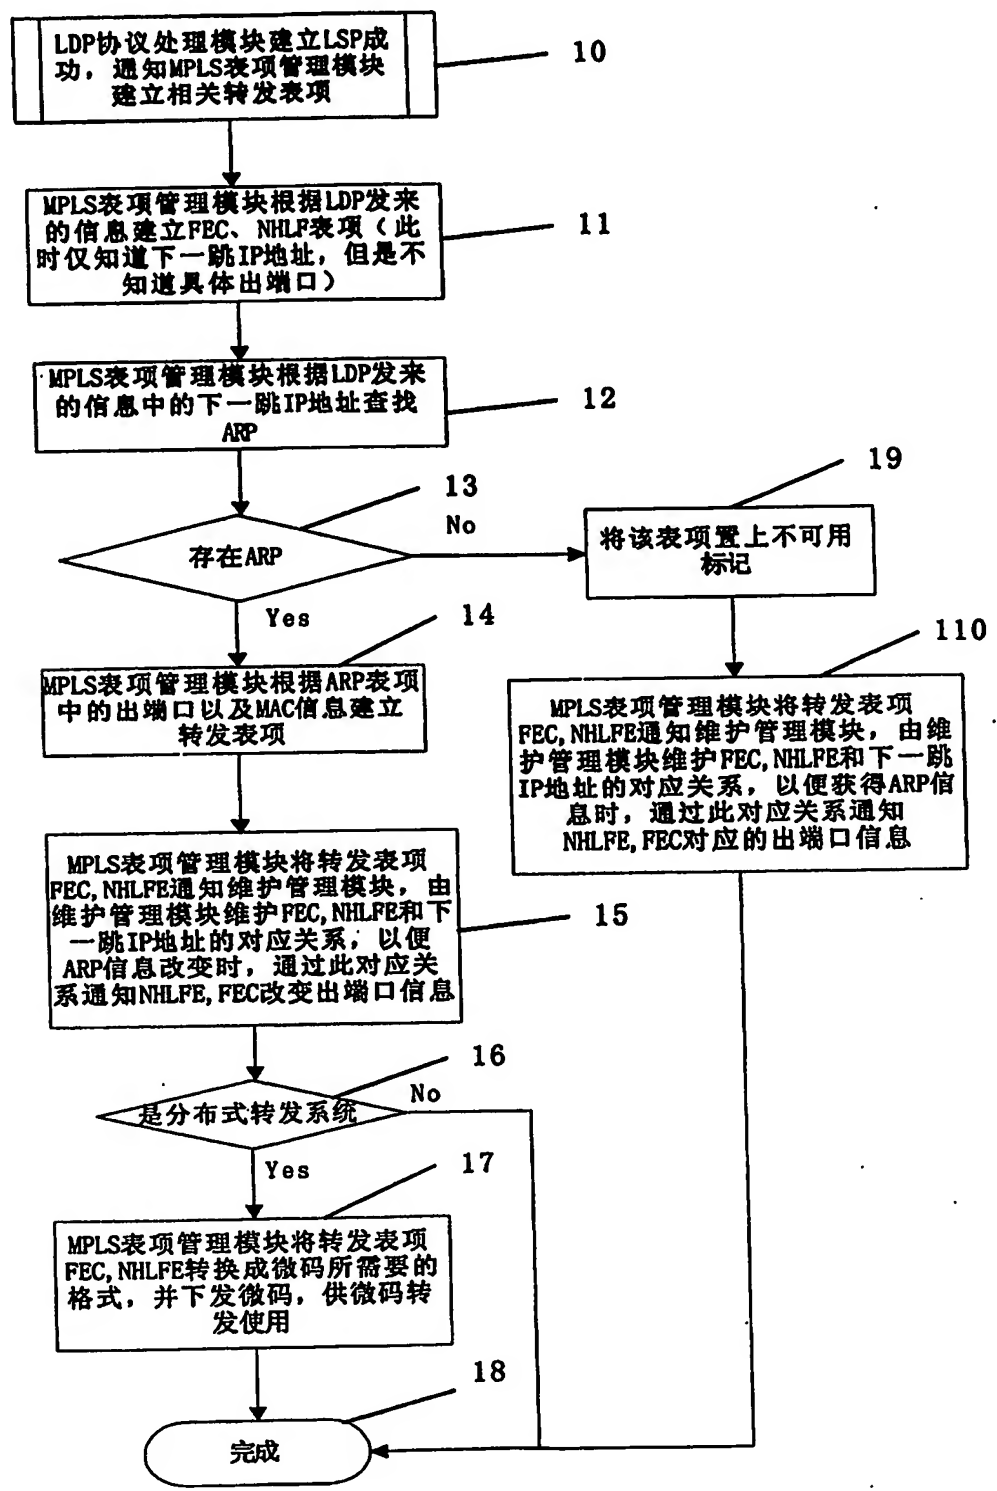 LDP协议处理模块建立LSP成
功，通知MPLS表项管理模块
建立相关转发表项
10
MPLS表项管理模块根据LDP发来
的信息建立FEC、NHLF表项（此
时仅知道下一跳IP地址，但是不
知道具体出端口）
11
MPLS表项管理模块根据LDP发来
的信息中的下一跳IP地址查找
ARP
12
13
存在ARP
No
19
将该表项置上不可用
标记
Yes
14
MPLS表项管理模块根据ARP表项
中的出端口以及MAC信息建立
转发表项
110
MPLS表项管理模块将转发表项
FEC,NHLFE通知维护管理模块，由维
护管理模块维护FEC,NHLFE和下一跳
IP地址的对应关系，以便获得ARP信
息时，通过此对应关系通知
NHLFE,FEC对应的出端口信息
MPLS表项管理模块将转发表项
FEC,NHLFE通知维护管理模块，由
维护管理模块维护FEC,NHLFE和下
一跳IP地址的对应关系，以便
ARP信息改变时，通过此对应关
系通知NHLFE,FEC改变出端口信息
15
16
是分布式转发系统
No
Yes
17
MPLS表项管理模块将转发表项
FEC,NHLFE转换成微码所需要的
格式，并下发微码，供微码转
发使用
18
完成